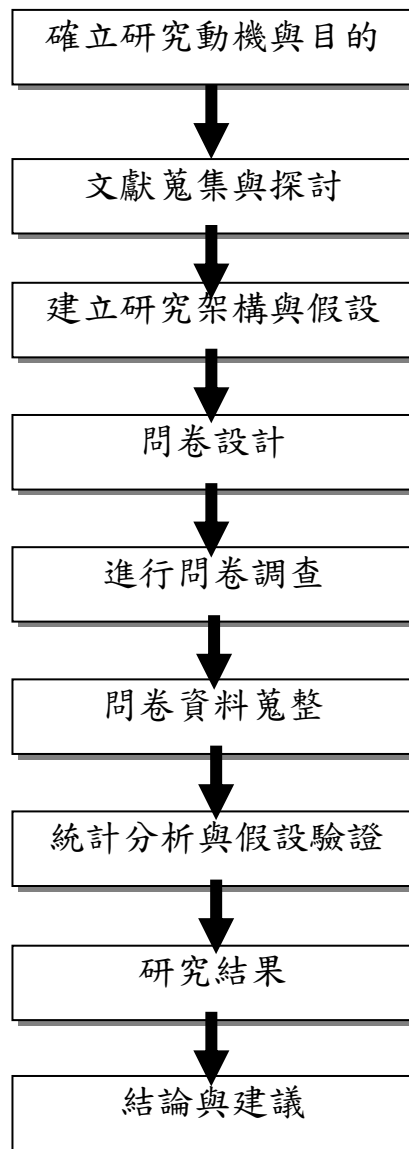 確立研究動機與目的
文獻蒐集與探討
建立研究架構與假設
問卷設計
進行問卷調查
問卷資料蒐整
統計分析與假設驗證
研究結果
結論與建議